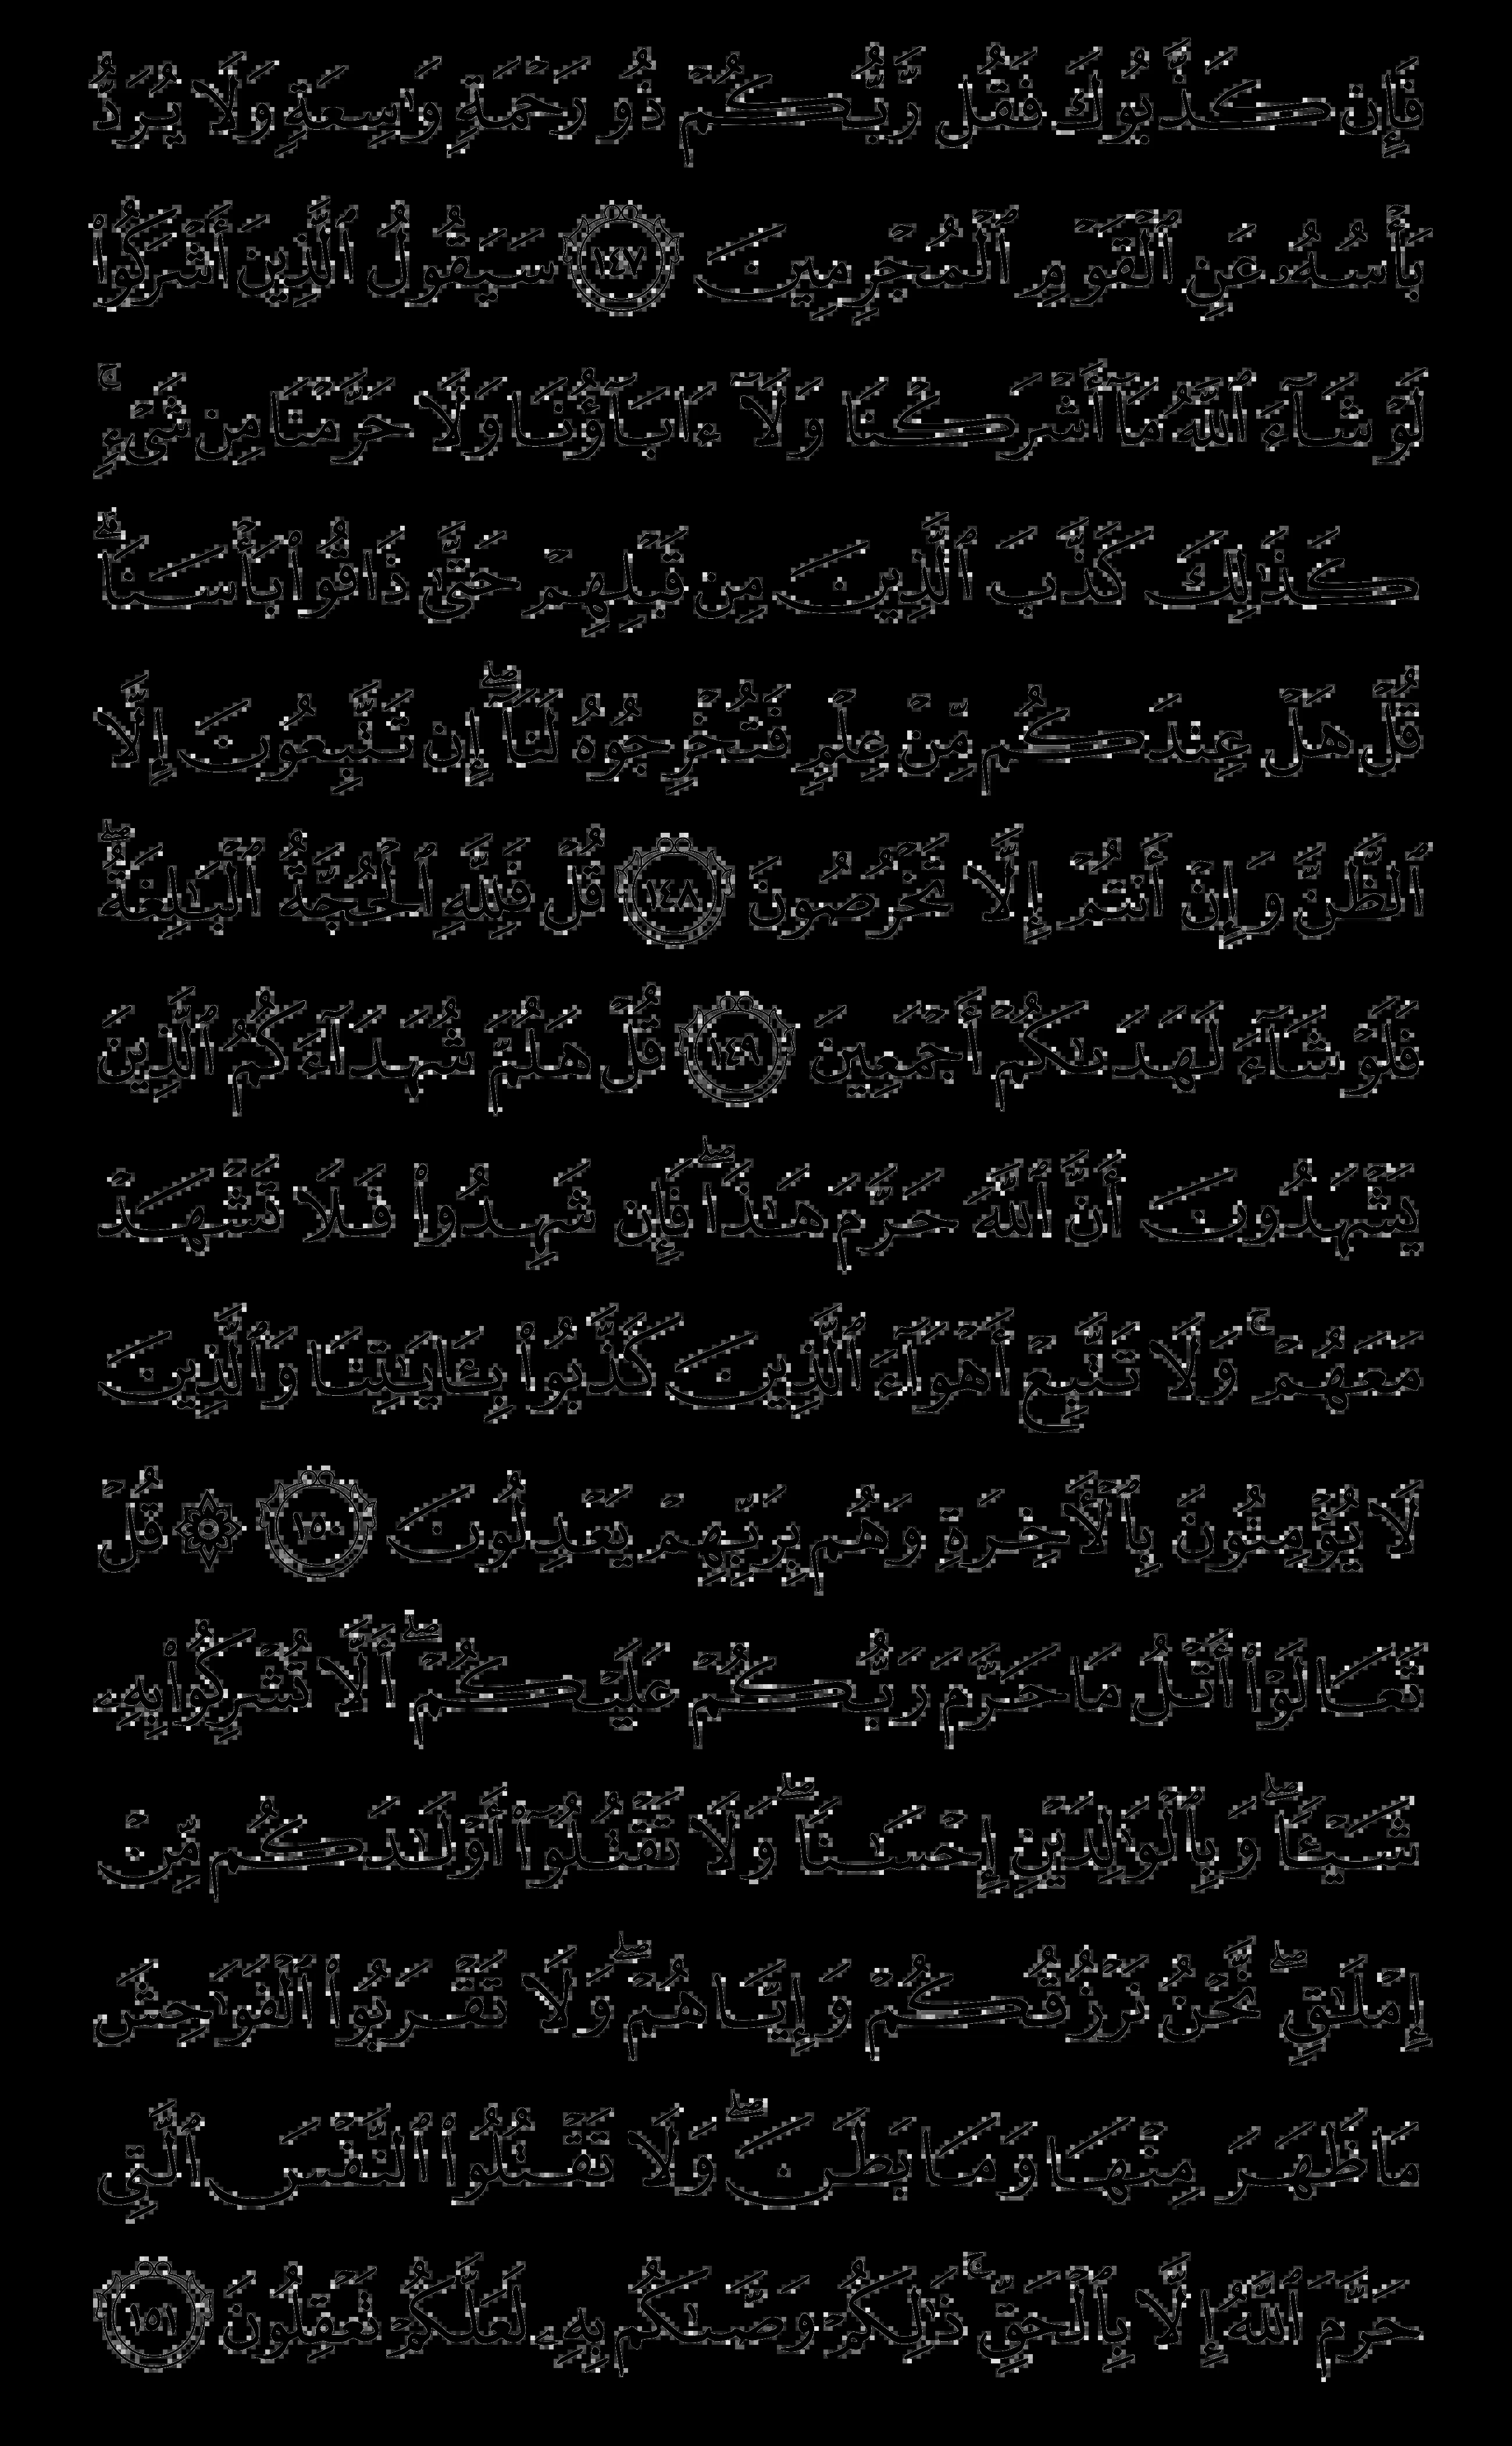 فَإِن كَذَّبُوكَ فَقُل رَّبُّكُمْ ذُو رَحْمَةٍ وَٰسِعَةٍ وَلَا يُرَدُّ
بَأْسُهُۥ عَنِ ٱلْقَوْمِ ٱلْمُجْرِمِينَ ١٤٧ سَيَقُولُ ٱلَّذِينَ أَشْرَكُوا۟
لَوْ شَآءَ ٱللَّهُ مَآ أَشْرَكْنَا وَلَآ ءَابَآؤُنَا وَلَا حَرَّمْنَا مِن شَىْءٍ ۚ
كَذَٰلِكَ كَذَّبَ ٱلَّذِينَ مِن قَبْلِهِمْ حَتَّىٰ ذَاقُوا۟ بَأْسَنَا ۗ
قُلْ هَلْ عِندَكُم مِّنْ عِلْمٍ فَتُخْرِجُوهُ لَنَآ ۖ إِن تَتَّبِعُونَ إِلَّا
ٱلظَّنَّ وَإِنْ أَنتُمْ إِلَّا تَخْرُصُونَ ١٤٨ قُلْ فَلِلَّهِ ٱلْحُجَّةُ ٱلْبَٰلِغَةُ ۖ
فَلَوْ شَآءَ لَهَدَىٰكُمْ أَجْمَعِينَ ١٤٩ قُلْ هَلُمَّ شُهَدَآءَكُمُ ٱلَّذِينَ
يَشْهَدُونَ أَنَّ ٱللَّهَ حَرَّمَ هَٰذَا ۖ فَإِن شَهِدُوا۟ فَلَا تَشْهَدْ
مَعَهُمْ ۚ وَلَا تَتَّبِعْ أَهْوَآءَ ٱلَّذِينَ كَذَّبُوا۟ بِـَٔايَٰتِنَا وَٱلَّذِينَ
لَا يُؤْمِنُونَ بِٱلْءَاخِرَةِ وَهُم بِرَبِّهِمْ يَعْدِلُونَ ١٥٠ ۞ قُلْ
تَعَالَوْا۟ أَتْلُ مَا حَرَّمَ رَبُّكُمْ عَلَيْكُمْ ۖ أَلَّا تُشْرِكُوا۟ بِهِۦ
شَيْـًٔا ۖ وَبِٱلْوَٰلِدَيْنِ إِحْسَٰنًا ۖ وَلَا تَقْتُلُوٓا۟ أَوْلَٰدَكُم مِّنْ
إِمْلَٰقٍ ۖ نَّحْنُ نَرْزُقُكُمْ وَإِيَّاهُمْ ۖ وَلَا تَقْرَبُوا۟ ٱلْفَوَٰحِشَ
مَا ظَهَرَ مِنْهَا وَمَا بَطَنَ ۖ وَلَا تَقْتُلُوا۟ ٱلنَّفْسَ ٱلَّتِى
حَرَّمَ ٱللَّهُ إِلَّا بِٱلْحَقِّ ۚ ذَٰلِكُمْ وَصَّىٰكُم بِهِۦ لَعَلَّكُمْ تَعْقِلُونَ ١٥١